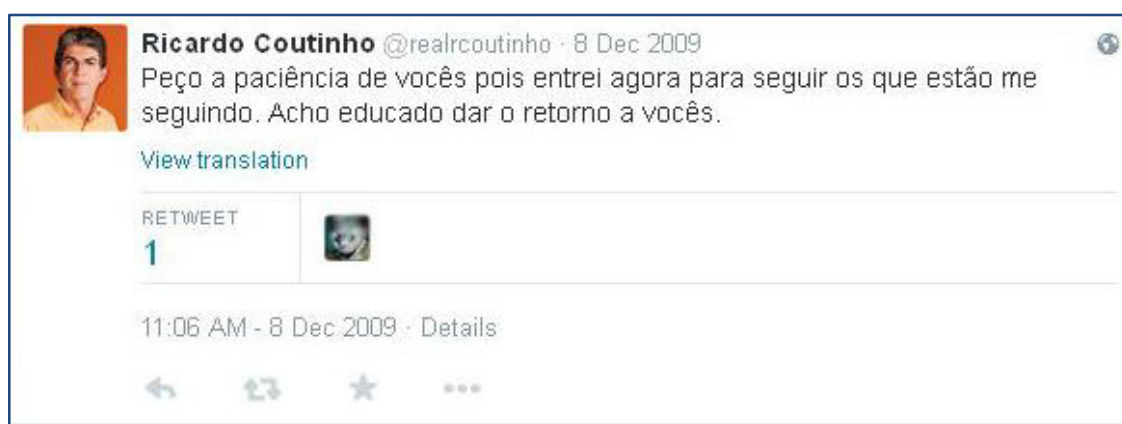 Ricardo Coutinho @realrcoutinho · 8 Dec 2009
Peço a paciência de vocês pois entrei agora para seguir os que estão me
seguindo. Acho educado dar o retorno a vocês.
View translation
RETWEET
1
11:06 AM - 8 Dec 2009 · Details